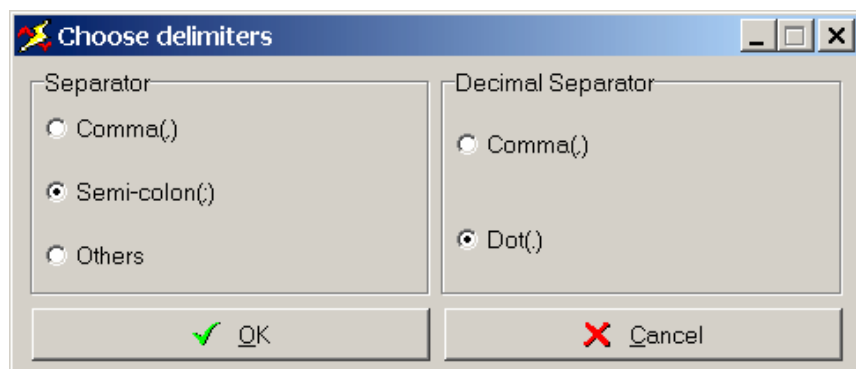 Choose delimiters
Separator
Comma(,)
Semi-colon(;)
Others
Decimal Separator
Comma(,)
Dot(.)
OK
Cancel